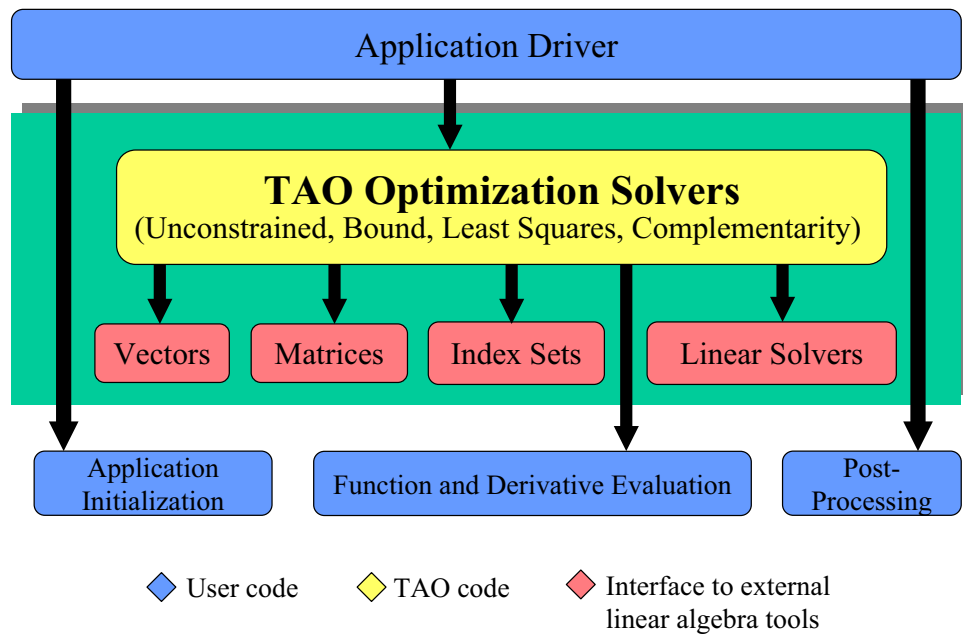 Application Driver
TAO Optimization Solvers
(Unconstrained, Bound, Least Squares, Complementarity)
Vectors
Matrices
Index Sets
Linear Solvers
Application
Initialization
Function and Derivative Evaluation
Post-
Processing
User code
TAO code
Interface to external
linear algebra tools